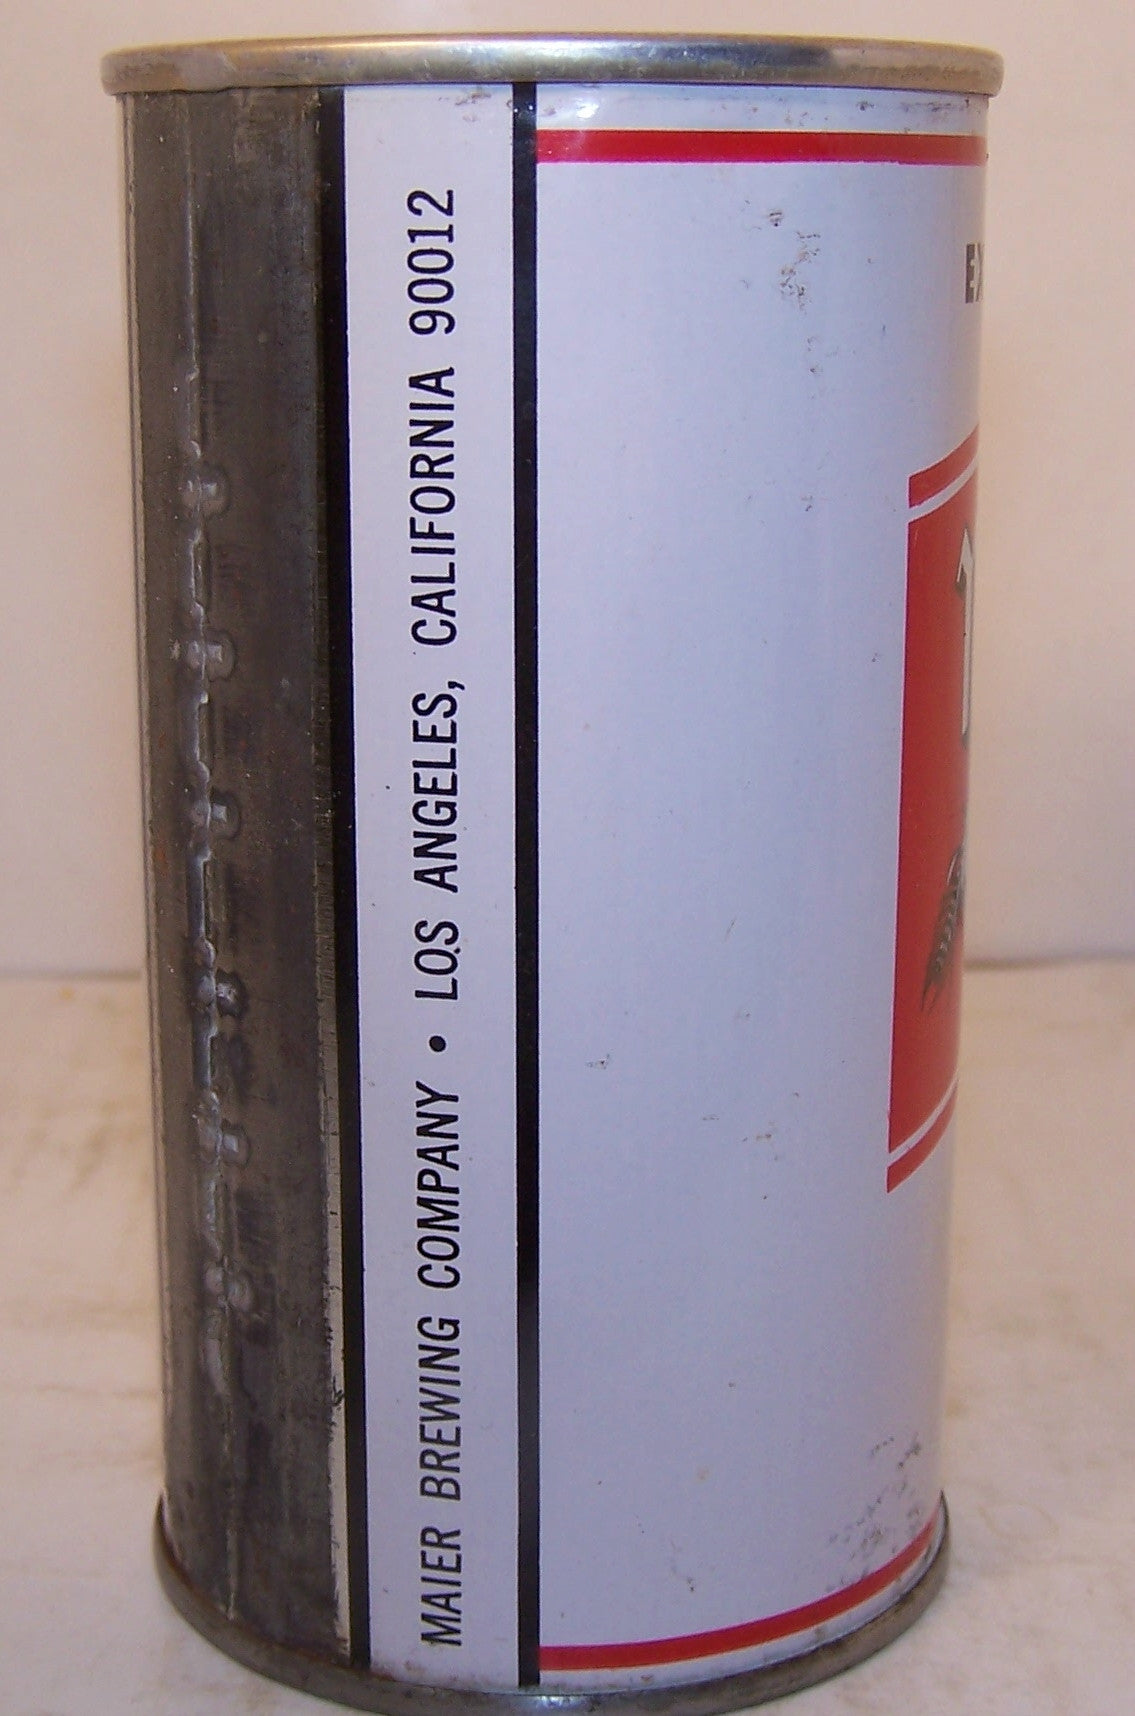 MAIER BREWING COMPANY • LOS ANGELES, CALIFORNIA 90012